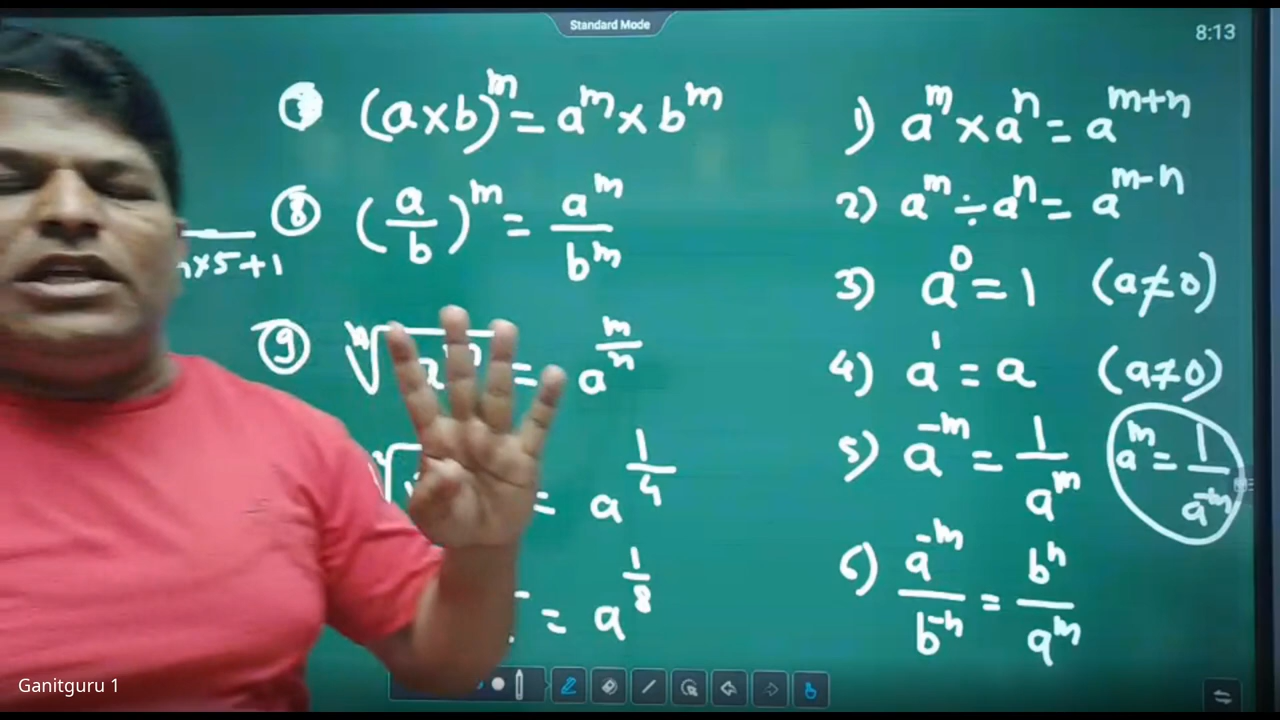 Standard Mode
8:13
(a×b)^m = a^m × b^m
⑧ (a/b)^m = a^m/b^m
n×5+1
⑨ = a^(m/n)
= a^(1/4)
= a^(1/8)
1) a^m × a^n = a^(m+n)
2) a^m ÷ a^n = a^(m-n)
3) a^0 = 1 (a≠0)
4) a^1 = a (a≠0)
5) a^(-m) = 1/a^m a^m = 1/a^(-m)
6) a^(-m)/b^(-n) = b^n/a^m
Ganitguru 1